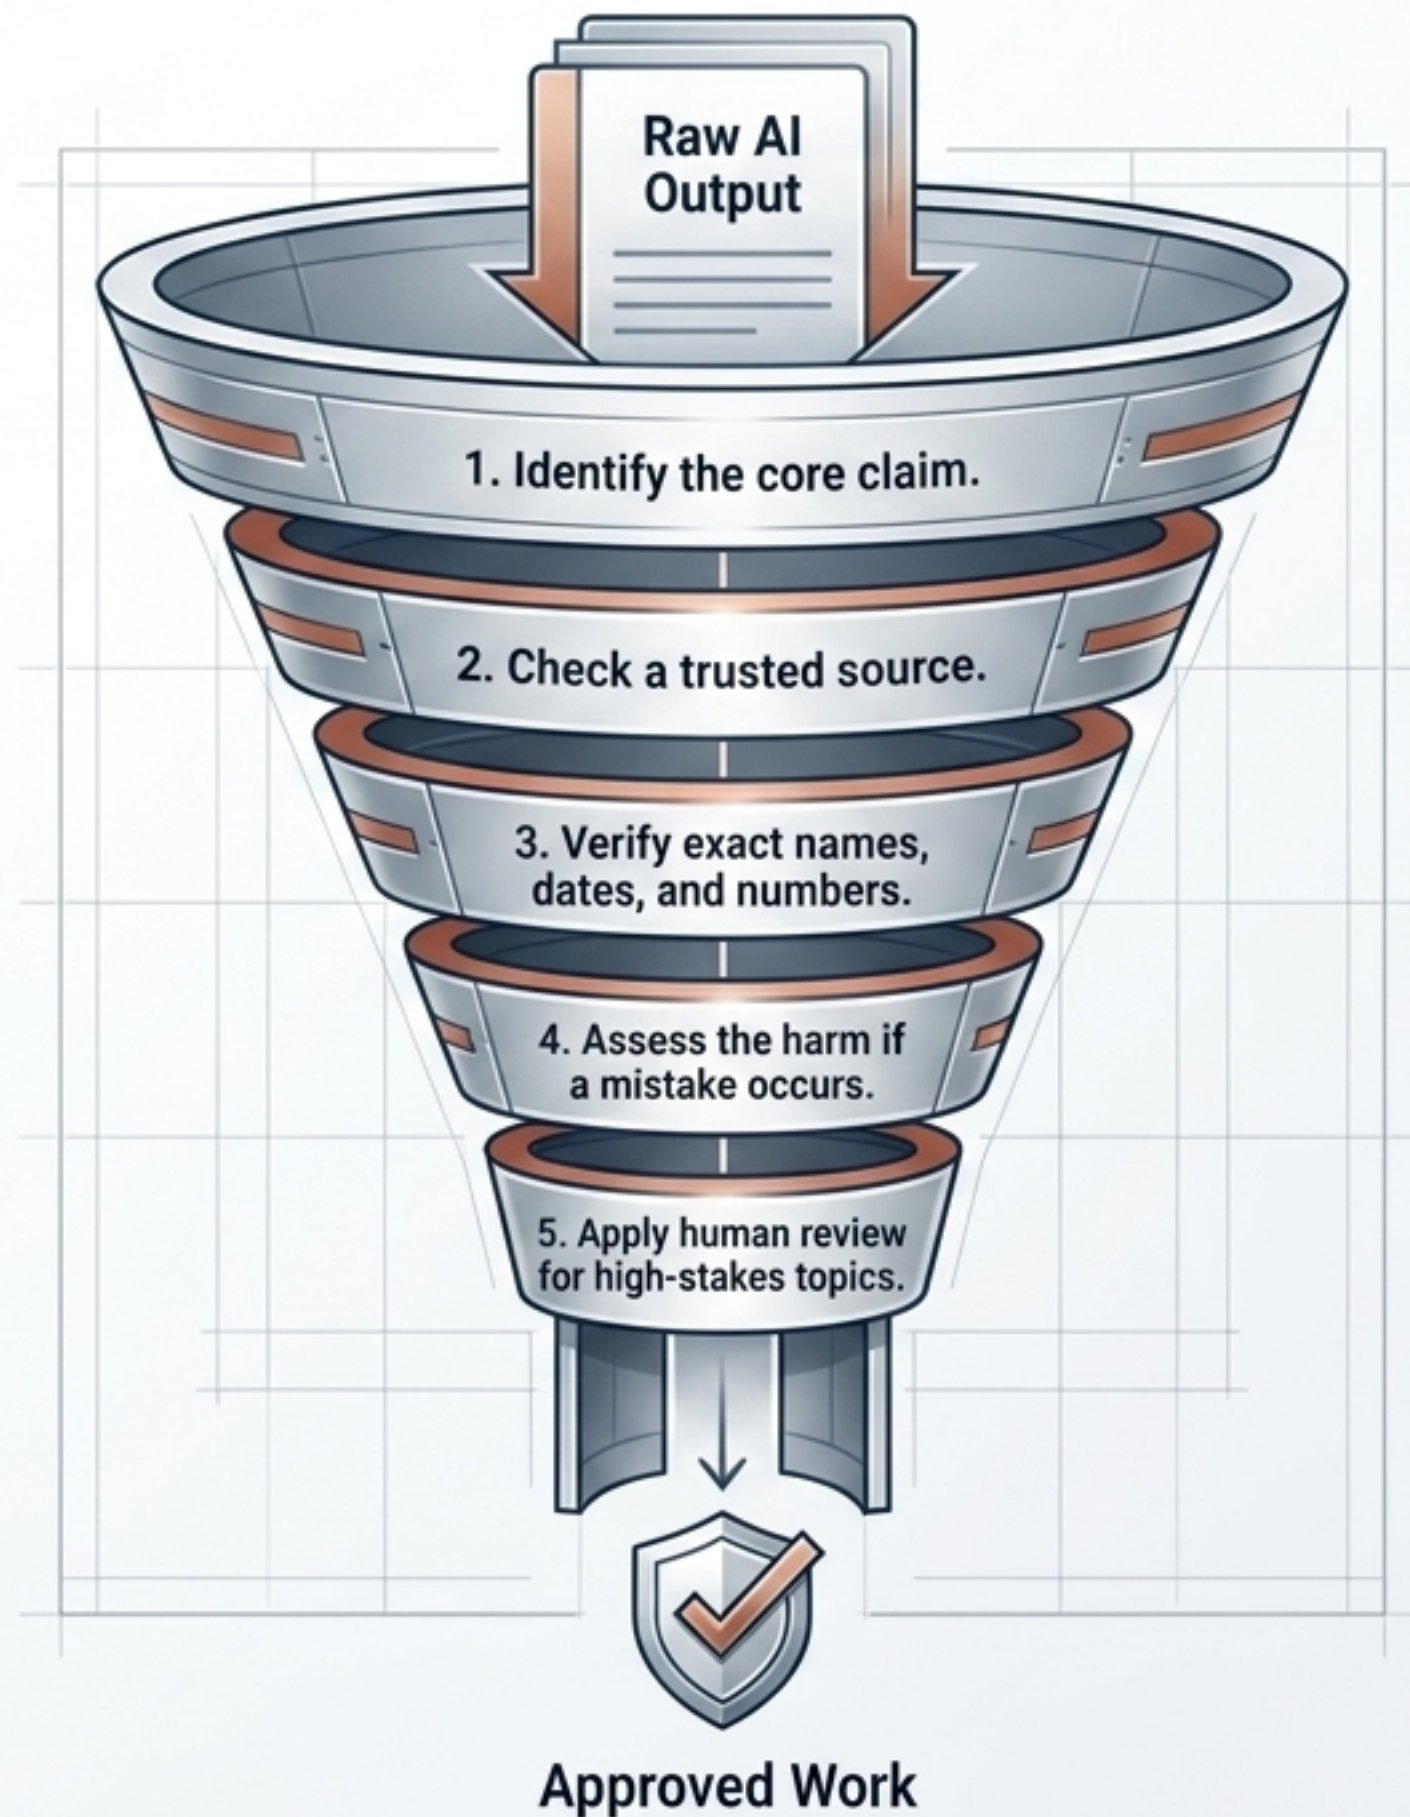 Raw AI
Output
1. Identify the core claim.
2. Check a trusted source.
3. Verify exact names,
dates, and numbers.
4. Assess the harm if
a mistake occurs.
5. Apply human review
for high-stakes topics.
Approved Work